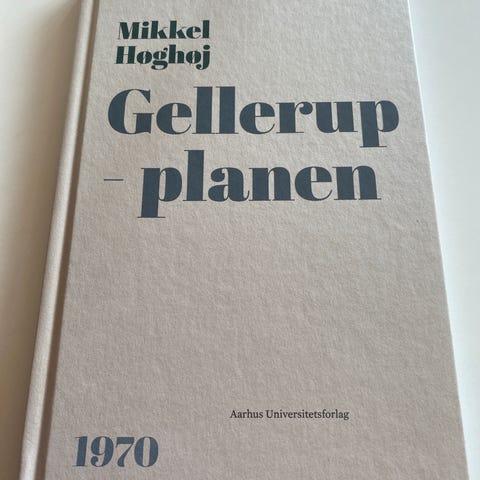 Mikkel
Høghøj
Gellerup
– planen
Aarhus Universitetsforlag
1970